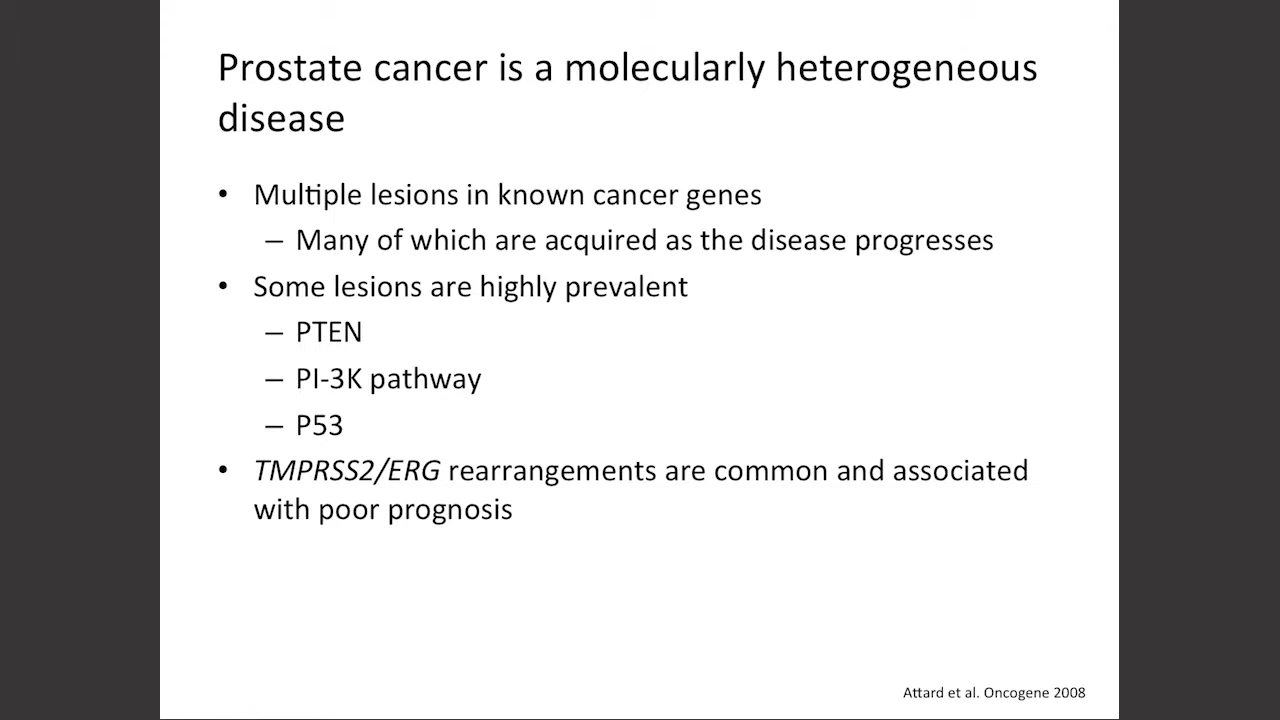 Prostate cancer is a molecularly heterogeneous
disease
• Multiple lesions in known cancer genes
– Many of which are acquired as the disease progresses
• Some lesions are highly prevalent
– PTEN
– PI-3K pathway
– P53
• TMPRSS2/ERG rearrangements are common and associated
with poor prognosis
Attard et al. Oncogene 2008